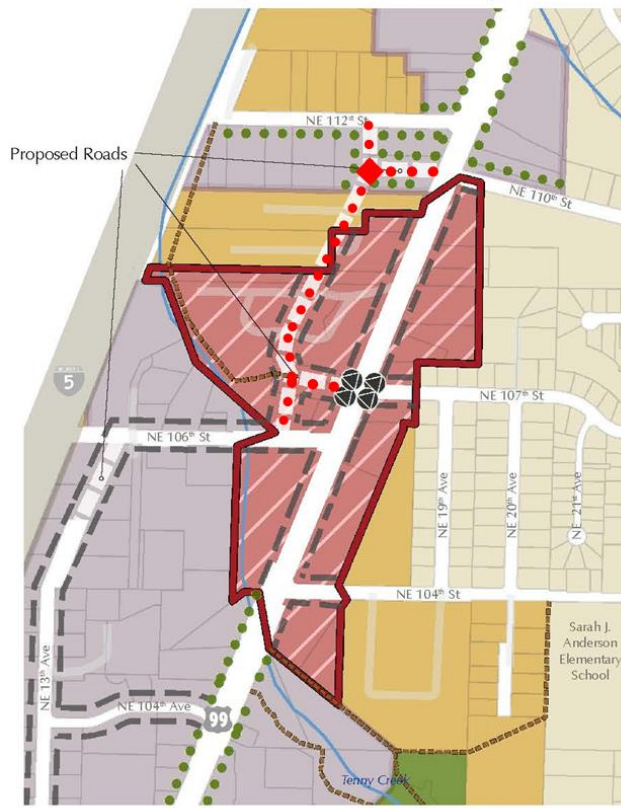 NE 112th St
Proposed Roads
NE 110th St
5
NE 107th St
NE 106th St
NE 19th Ave
NE 20th Ave
NE 21st Ave
NE 104th St
Sarah J.
Anderson
Elementary
School
NE 13th Ave
NE 104th Ave
99
Tenny Creek